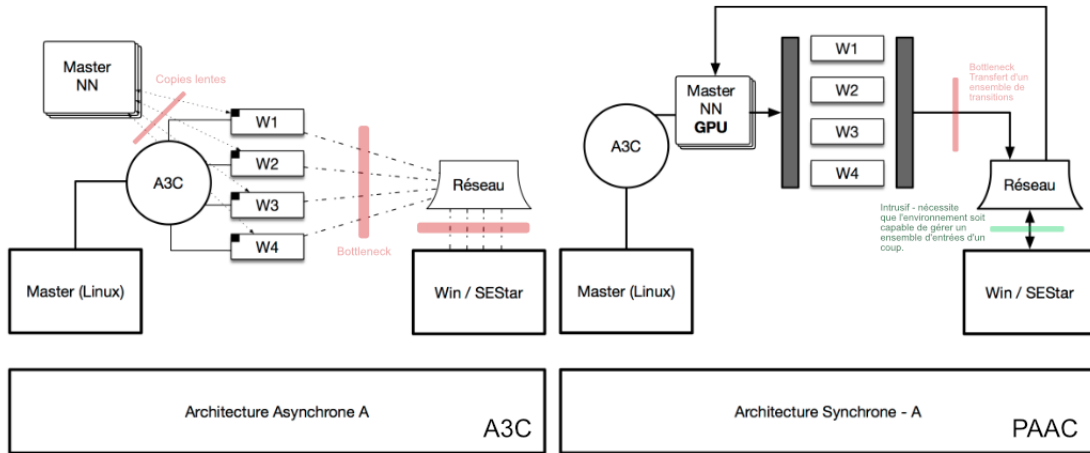 Master
NN
Copies lentes
W1
W2
W3
W4
A3C
Réseau
Bottleneck
Master (Linux)
Win / SEStar
Architecture Asynchrone A
A3C
Master
NN
GPU
A3C
W1
W2
W3
W4
Bottleneck
Transfert d'un
ensemble de
transitions
Réseau
Intrusif - nécessite
que l'environnement soit
capable de gérer un
ensemble d'entrées d'un
coup.
Master (Linux)
Win / SEStar
Architecture Synchrone - A
PAAC